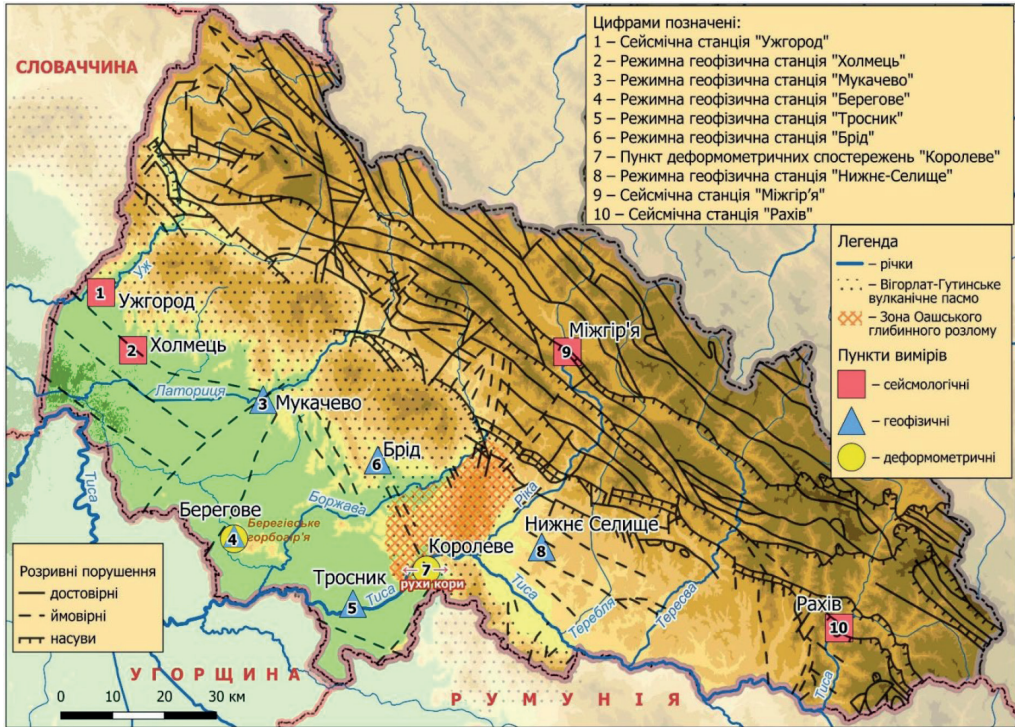 Цифрами позначені:
1 – Сейсмічна станція "Ужгород"
2 – Режимна геофізична станція "Холмець"
3 – Режимна геофізична станція "Мукачево"
4 – Режимна геофізична станція "Берегове"
5 – Режимна геофізична станція "Тросник"
6 – Режимна геофізична станція "Брід"
7 – Пункт деформометричних спостережень "Королеве"
8 – Режимна геофізична станція "Нижнє-Селище"
9 – Сейсмічна станція "Міжгір'я"
10 – Сейсмічна станція "Рахів"
СЛОВАЧЧИНА
Легенда
– річки
– Вігорлат-Гутинське
вулканічне пасмо
– Зона Оашського
глибинного розлому
Пункти вимірів
– сейсмологічні
– геофізичні
– деформометричні
Уж
1
Ужгород
2
Холмець
Міжгір'я
9
Латориця
3
Мукачево
Брід
6
Тиса
Боржава
Ріка
Берегове
4
Берегівське
горбогір'я
Нижнє Селище
8
Королеве
7
рухи кори
Тросник
5
Тиса
Тиса
Теребля
Тересва
Рахів
10
Тиса
Розривні порушення
достовірні
ймовірні
насуви
УГОРЩИНА
РУМУНІЯ
0 10 20 30 км